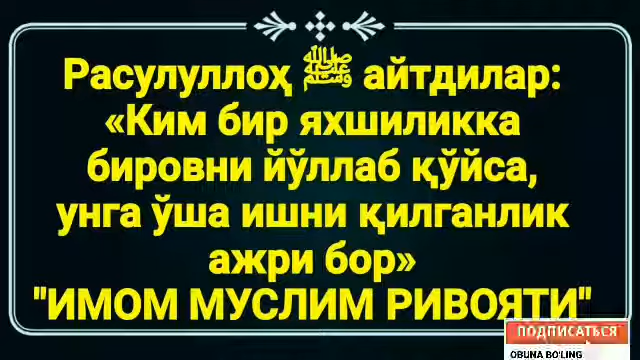 Расулуллоҳ ﷺ айтдилар:
«Ким бир яхшиликка
бировни йўллаб қўйса,
унга ўша ишни қилганлик
ажри бор»
"ИМОМ МУСЛИМ РИВОЯТИ"
ПОДПИСАТЬСЯ
OBUNA BO'LING